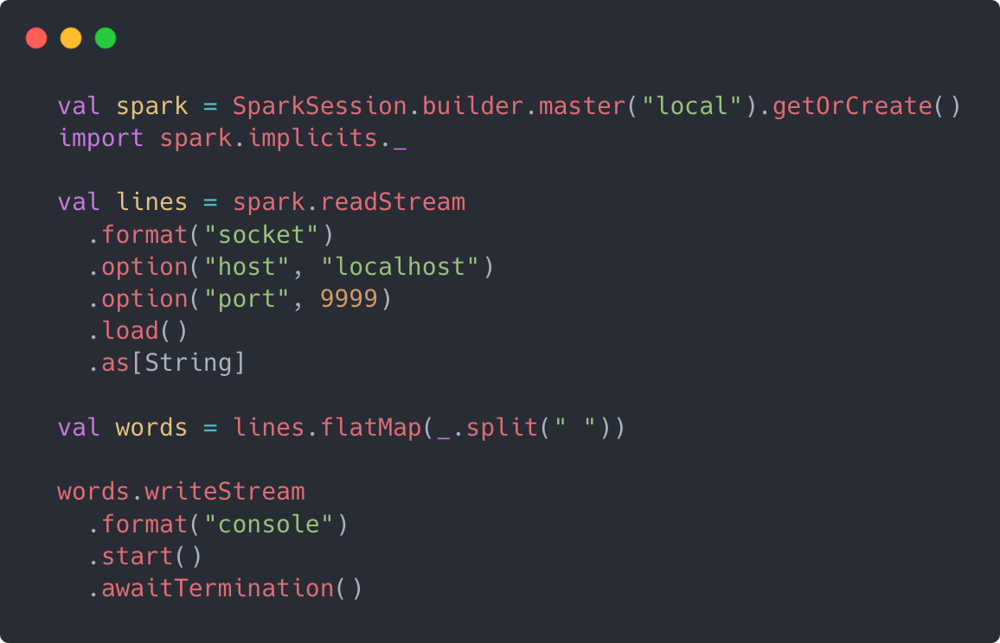 val spark = SparkSession.builder.master("local").getOrCreate()
import spark.implicits._

val lines = spark.readStream
  .format("socket")
  .option("host", "localhost")
  .option("port", 9999)
  .load()
  .as[String]

val words = lines.flatMap(_.split(" "))

words.writeStream
  .format("console")
  .start()
  .awaitTermination()